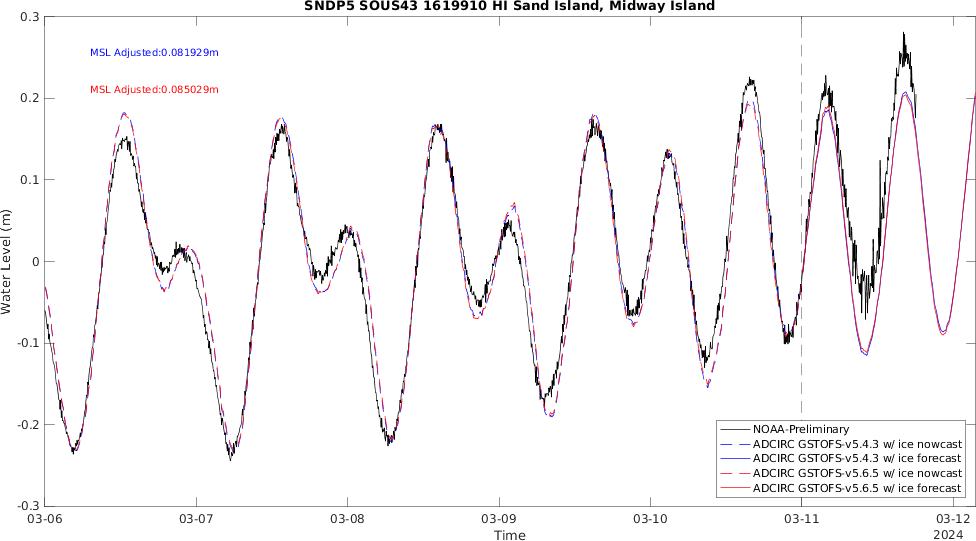 SNDP5 SOUS43 1619910 HI Sand Island, Midway Island
0.3
MSL Adjusted:0.081929m
MSL Adjusted:0.085029m
0.2
0.1
0
-0.1
-0.2
-0.3
Water Level (m)
NOAA-Preliminary
ADCIRC GSTOFS-v5.4.3 w/ ice nowcast
ADCIRC GSTOFS-v5.4.3 w/ ice forecast
ADCIRC GSTOFS-v5.6.5 w/ ice nowcast
ADCIRC GSTOFS-v5.6.5 w/ ice forecast
03-06 03-07 03-08 03-09 03-10 03-11 03-12
2024
Time